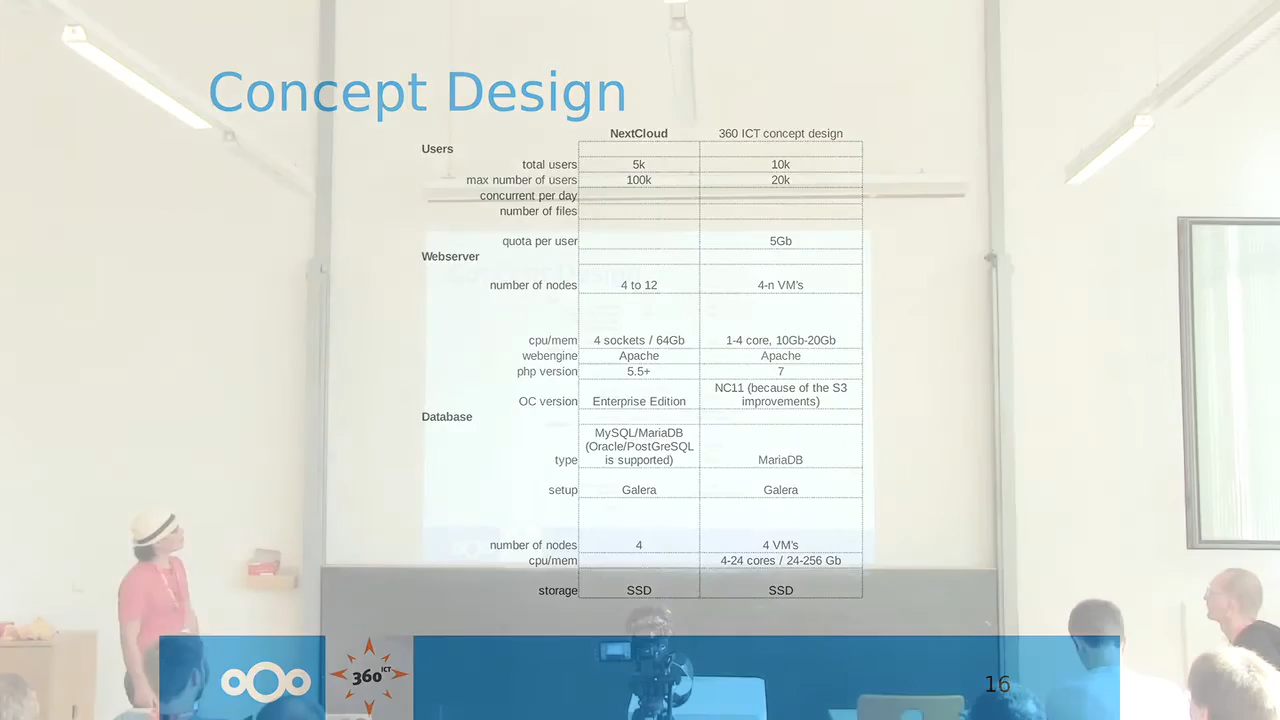 Concept Design
NextCloud 360 ICT concept design
Users
total users 5k 10k
max number of users 100k 20k
concurrent per day
number of files
quota per user 5Gb
Webserver
number of nodes 4 to 12 4-n VM's
cpu/mem 4 sockets / 64Gb 1-4 core, 10Gb-20Gb
webengine Apache Apache
php version 5.5+ 7
NC11 (because of the S3
OC version Enterprise Edition improvements)
Database
MySQL/MariaDB
(Oracle/PostGreSQL
type is supported) MariaDB
setup Galera Galera
number of nodes 4 4 VM's
cpu/mem 4-24 cores / 24-256 Gb
storage SSD SSD
360 ICT
16